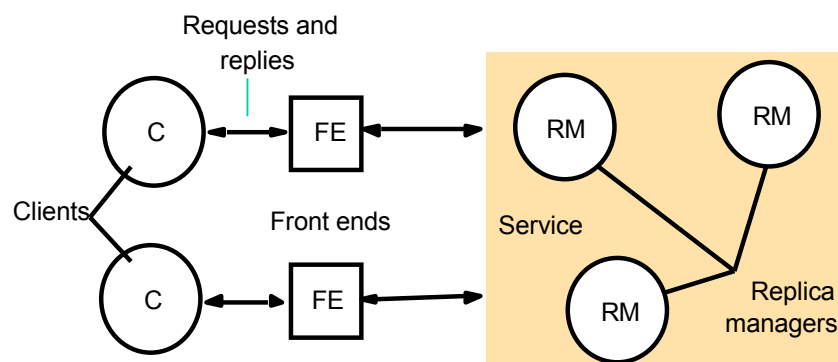 Requests and
replies
C
FE
RM
RM
Clients
Front ends
Service
C
FE
RM
Replica
managers